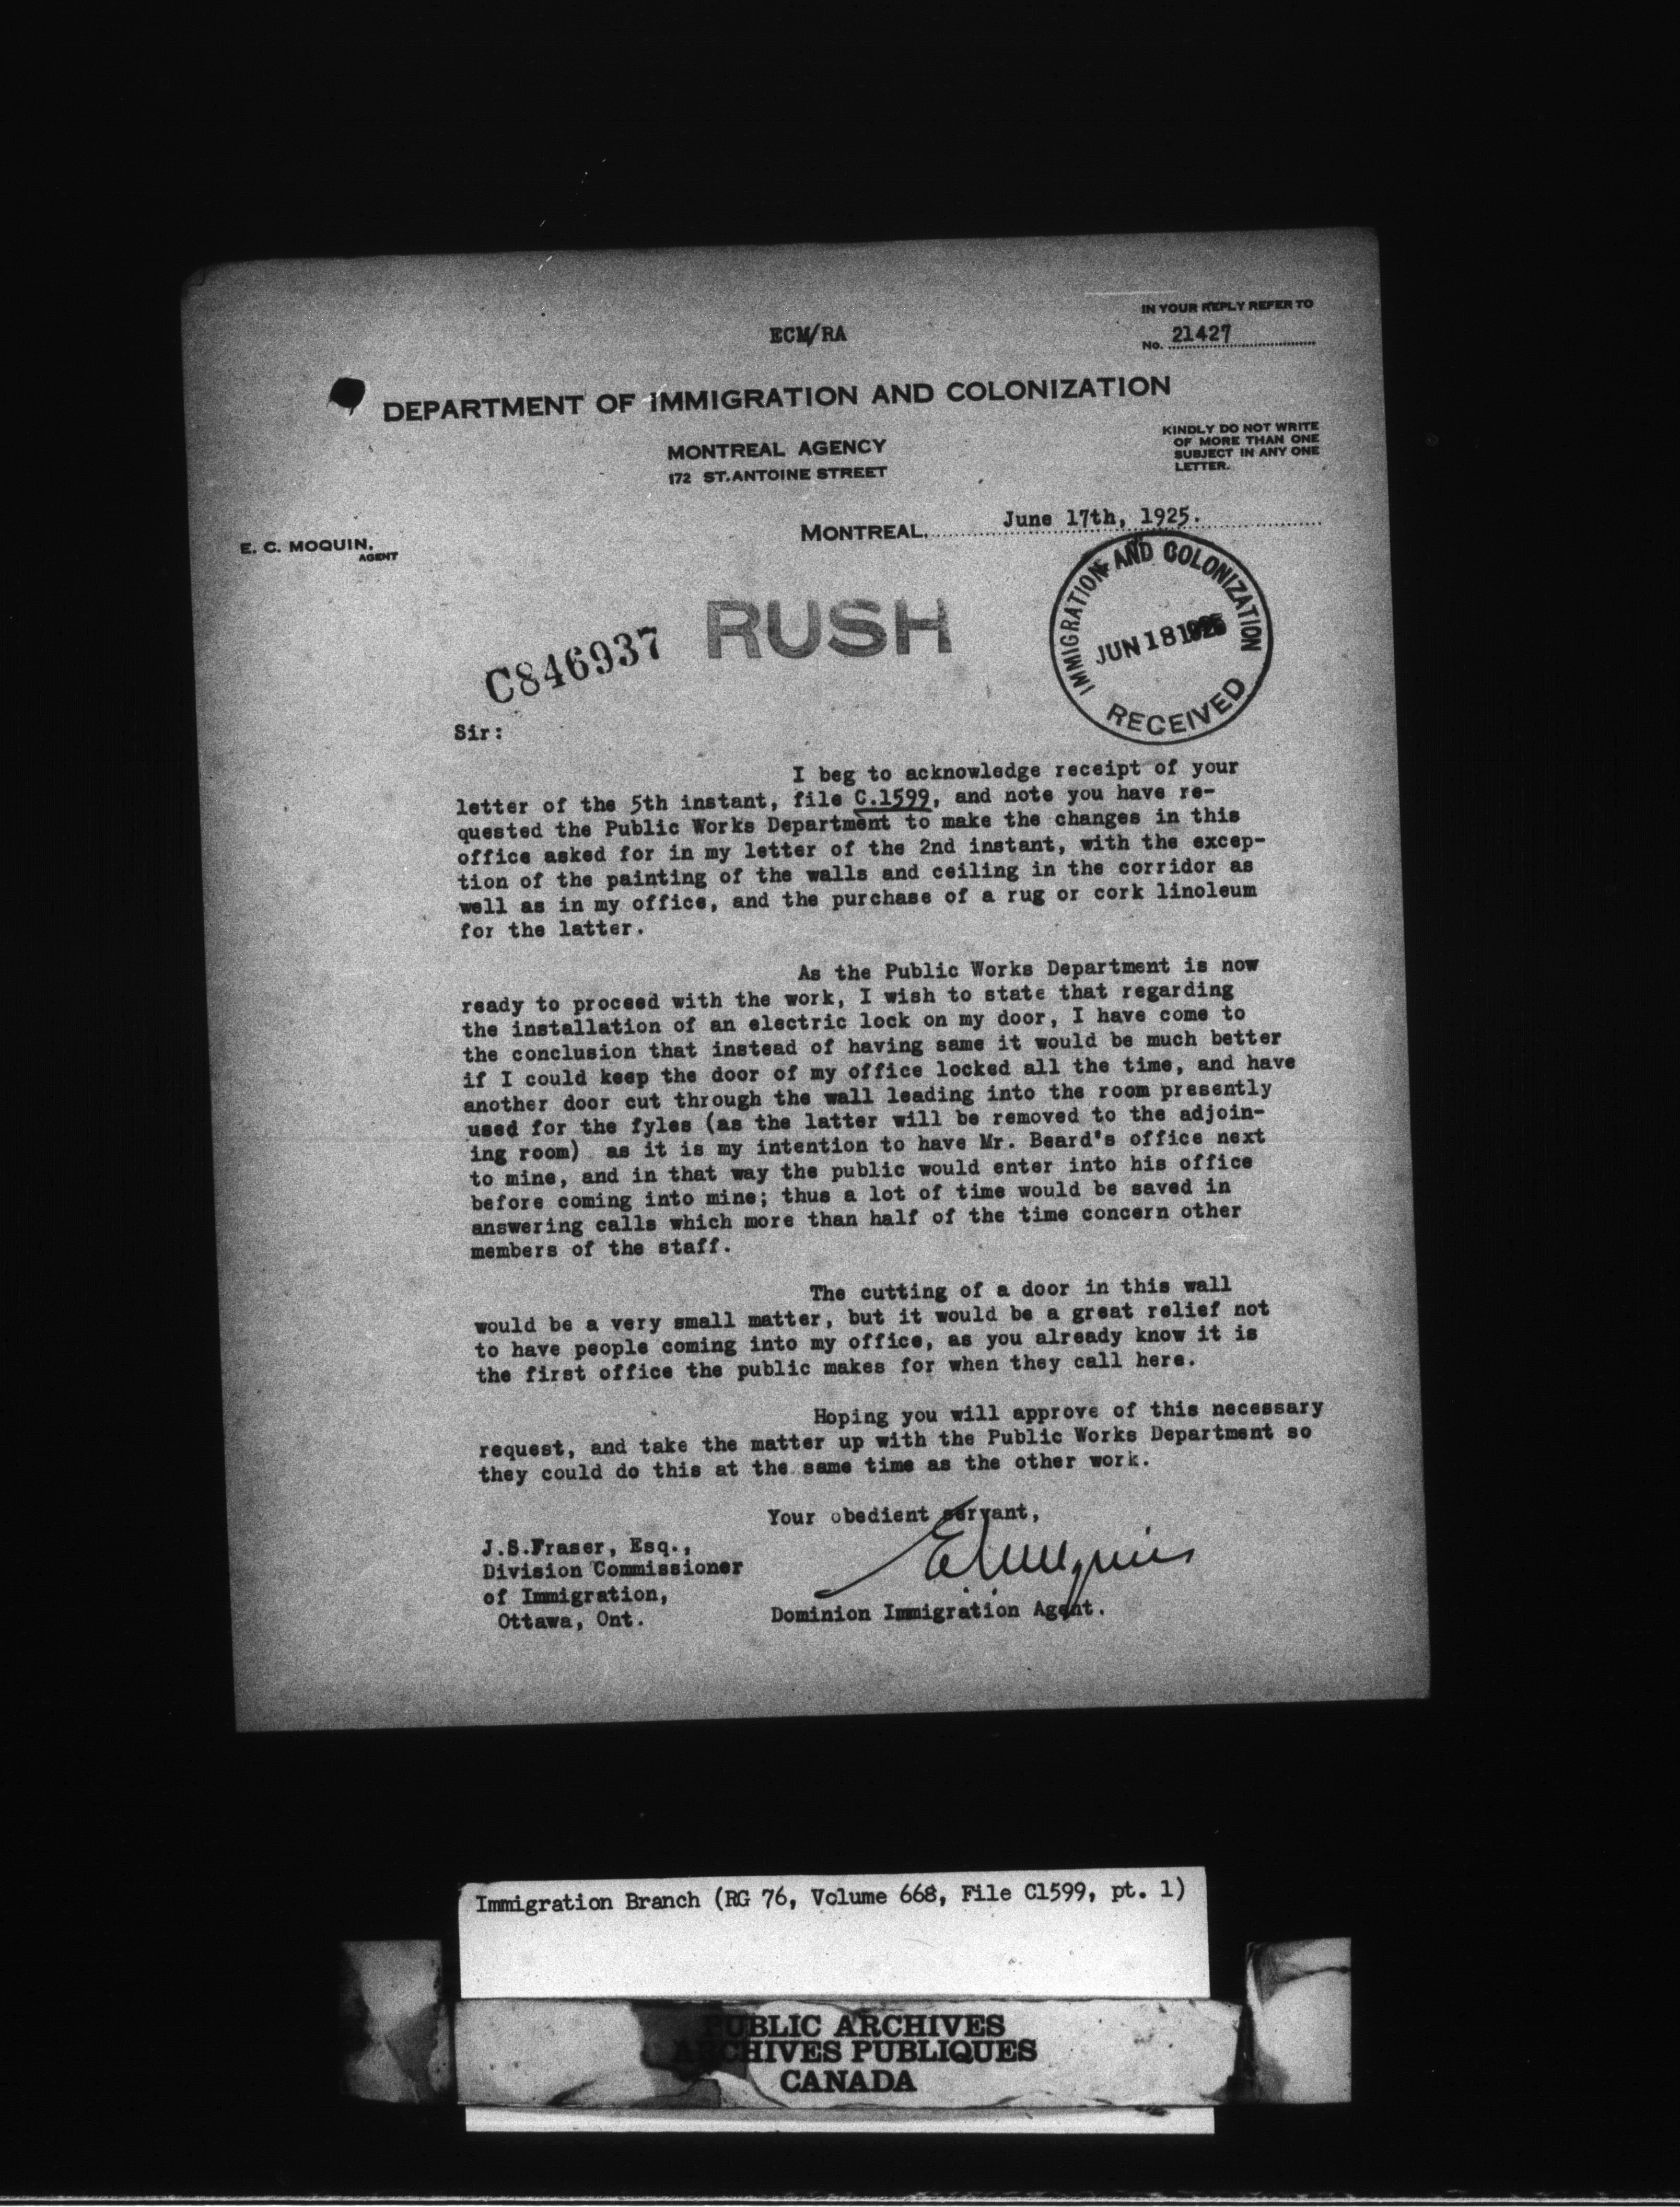 IN YOUR REPLY REFER TO
ECM/RA
No. 21427
DEPARTMENT OF IMMIGRATION AND COLONIZATION
KINDLY DO NOT WRITE
OF MORE THAN ONE
SUBJECT IN ANY ONE
LETTER.
MONTREAL AGENCY
172 ST. ANTOINE STREET
MONTREAL, June 17th, 1925.
E. C. MOQUIN,
AGENT
IMMIGRATION AND COLONIZATION
JUN 18 1925
RECEIVED
RUSH
C846937
Sir:
I beg to acknowledge receipt of your
letter of the 5th instant, file C.1599, and note you have re-
quested the Public Works Department to make the changes in this
office asked for in my letter of the 2nd instant, with the excep-
tion of the painting of the walls and ceiling in the corridor as
well as in my office, and the purchase of a rug or cork linoleum
for the latter.
As the Public Works Department is now
ready to proceed with the work, I wish to state that regarding
the installation of an electric lock on my door, I have come to
the conclusion that instead of having same it would be much better
if I could keep the door of my office locked all the time, and have
another door cut through the wall leading into the room presently
used for the fyles (as the latter will be removed to the adjoin-
ing room) as it is my intention to have Mr. Beard's office next
to mine, and in that way the public would enter into his office
before coming into mine; thus a lot of time would be saved in
answering calls which more than half of the time concern other
members of the staff.
The cutting of a door in this wall
would be a very small matter, but it would be a great relief not
to have people coming into my office, as you already know it is
the first office the public makes for when they call here.
Hoping you will approve of this necessary
request, and take the matter up with the Public Works Department so
they could do this at the same time as the other work.
Your obedient servant,
ECMoquin
Dominion Immigration Agent.
J.S.Fraser, Esq.,
Division Commissioner
of Immigration,
Ottawa, Ont.
Immigration Branch (RG 76, Volume 668, File C1599, pt. 1)
PUBLIC ARCHIVES
ARCHIVES PUBLIQUES
CANADA